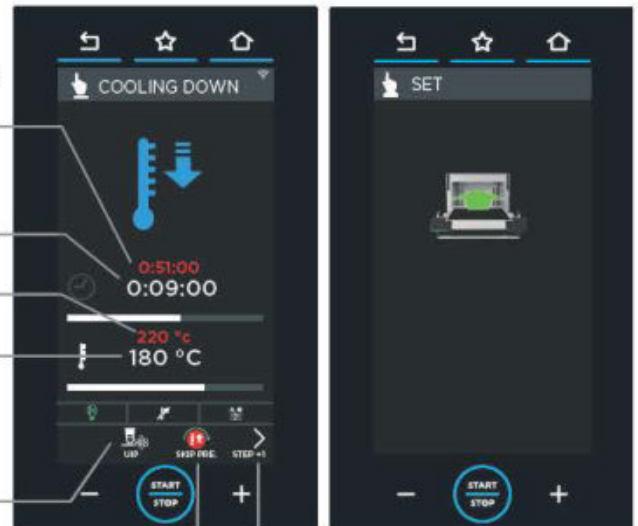 COOLING DOWN
0:51:00
0:09:00
220 °c
180 °C
UIP
SKIP PRE.
STEP +1
START
STOP
SET
START
STOP